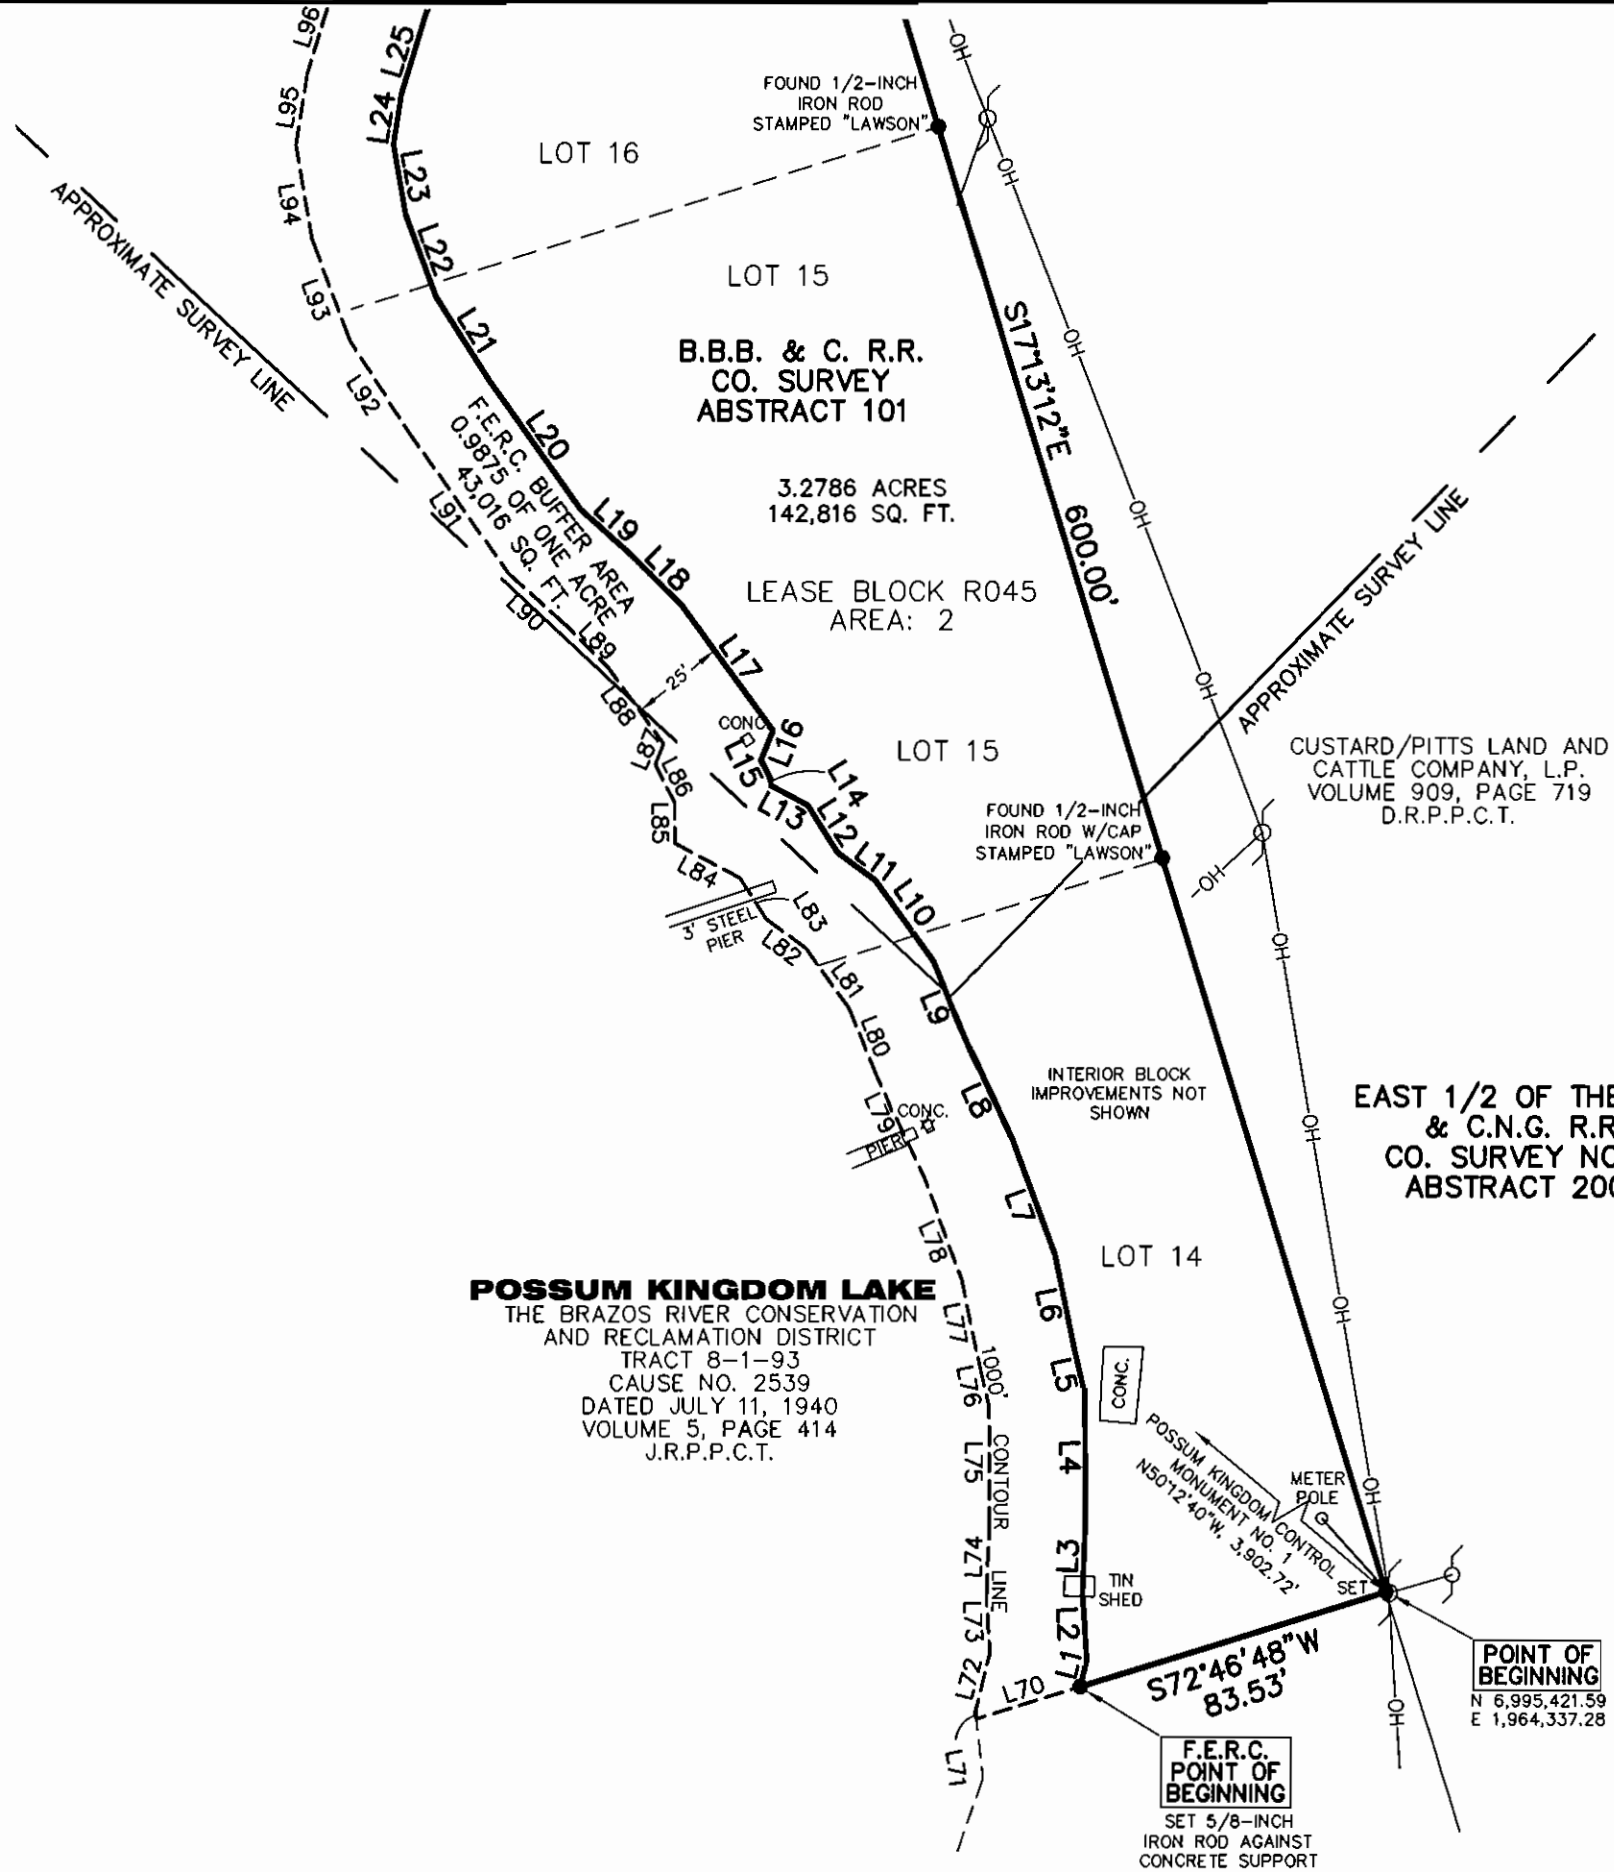 L96
L95
L94
L93
L92
L91
L90
L89
L88
L87
L86
L85
L84
L83
L82
L81
L80
L79
L78
L77
L76
L75
L74
L73
L72
L71
L70
L25
L24
L23
L22
L21
L20
L19
L18
L17
L16
L15
L14
L13
L12
L11
L10
L9
L8
L7
L6
L5
L4
L3
L2
L1
APPROXIMATE SURVEY LINE
FOUND 1/2-INCH
IRON ROD
STAMPED "LAWSON"
LOT 16
LOT 15
B.B.B. & C. R.R.
CO. SURVEY
ABSTRACT 101
3.2786 ACRES
142,816 SQ. FT.
LEASE BLOCK R045
AREA: 2
F.E.R.C. BUFFER AREA
0.9875 OF ONE ACRE
43,016 SQ. FT.
25'
CONC.
LOT 15
S17°13'12"E 600.00'
OH
OH
OH
OH
OH
OH
OH
OH
OH
OH
OH
APPROXIMATE SURVEY LINE
CUSTARD/PITTS LAND AND
CATTLE COMPANY, L.P.
VOLUME 909, PAGE 719
D.R.P.P.C.T.
FOUND 1/2-INCH
IRON ROD W/CAP
STAMPED "LAWSON"
3' STEEL
PIER
CONC.
PIER
INTERIOR BLOCK
IMPROVEMENTS NOT
SHOWN
EAST 1/2 OF THE
& C.N.G. R.R
CO. SURVEY NO
ABSTRACT 200
LOT 14
POSSUM KINGDOM LAKE
THE BRAZOS RIVER CONSERVATION
AND RECLAMATION DISTRICT
TRACT 8-1-93
CAUSE NO. 2539
DATED JULY 11, 1940
VOLUME 5, PAGE 414
J.R.P.P.C.T.
1000' CONTOUR LINE
CONC.
POSSUM KINGDOM CONTROL
MONUMENT NO. 1
N50°12'40"W, 3,902.72'
METER
POLE
SET
TIN
SHED
S72°46'48"W
83.53'
POINT OF
BEGINNING
N 6,995,421.59
E 1,964,337.28
F.E.R.C.
POINT OF
BEGINNING
SET 5/8-INCH
IRON ROD AGAINST
CONCRETE SUPPORT